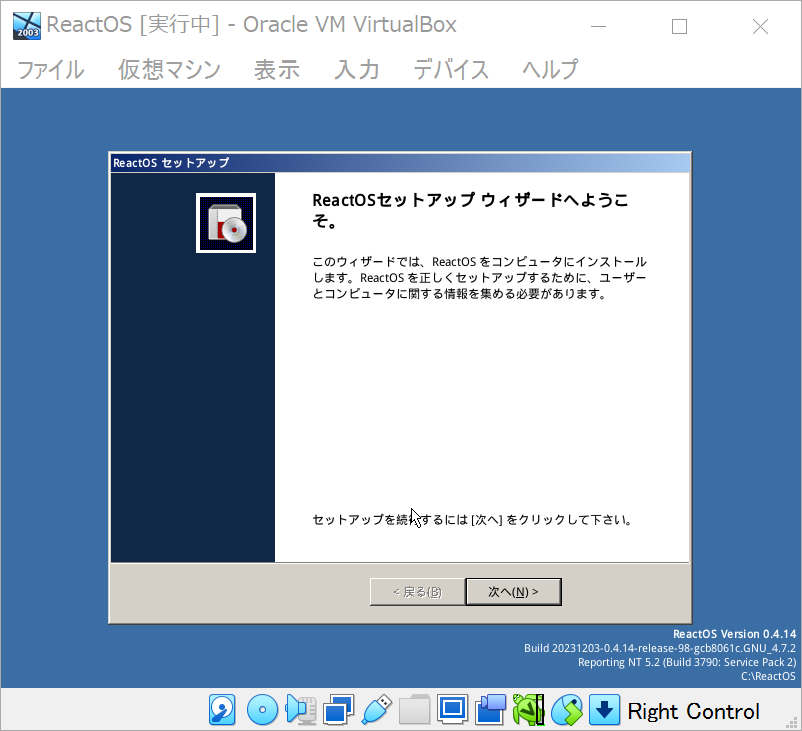 ReactOS [実行中] - Oracle VM VirtualBox
ファイル 仮想マシン 表示 入力 デバイス ヘルプ
ReactOS セットアップ
ReactOSセットアップ ウィザードへようこ
そ。
このウィザードでは、ReactOS をコンピュータにインストール
します。ReactOS を正しくセットアップするために、ユーザー
とコンピュータに関する情報を集める必要があります。
セットアップを続行するには [次へ] をクリックして下さい。
< 戻る(B) 次へ(N) >
ReactOS Version 0.4.14
Build 20231203-0.4.14-release-98-gcb8061c.GNU_4.7.2
Reporting NT 5.2 (Build 3790: Service Pack 2)
C:\ReactOS
Right Control
2003